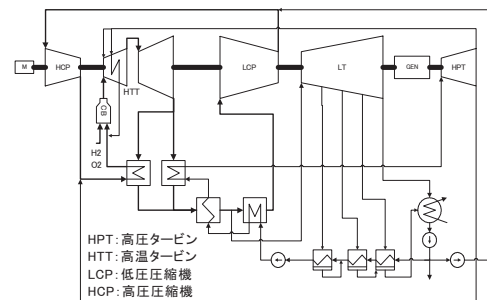 M
HCP
HTT
LCP
LT
GEN
HPT
CB
H2
O2
HPT:高圧タービン
HTT:高温タービン
LCP:低圧圧縮機
HCP:高圧圧縮機